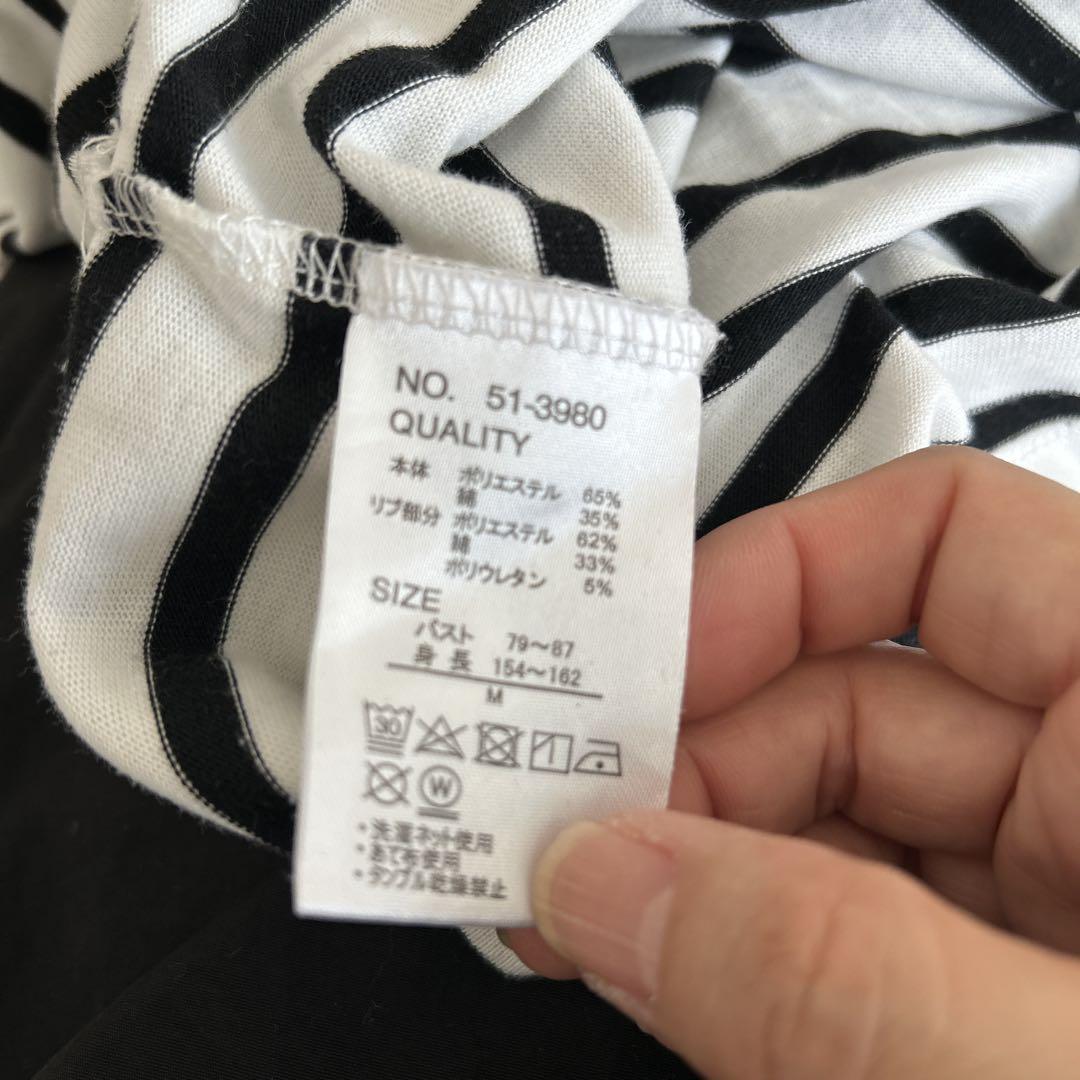 NO. 51-3980
QUALITY
本体 ポリエステル 65%
綿 35%
リブ部分 ポリエステル 62%
綿 33%
ポリウレタン 5%
SIZE
バスト 79～87
身長 154～162
M
30
W
・洗濯ネット使用
・あて布使用
・タンブル乾燥禁止